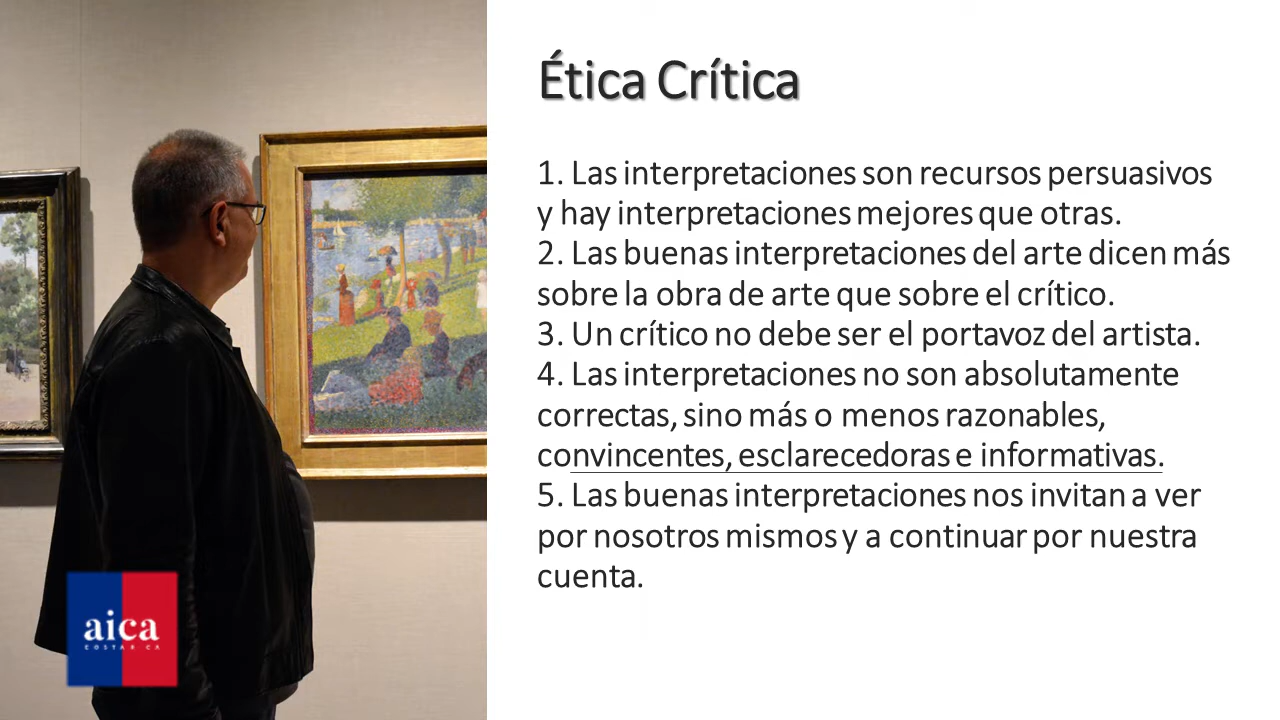 Ética Crítica
1. Las interpretaciones son recursos persuasivos
y hay interpretaciones mejores que otras.
2. Las buenas interpretaciones del arte dicen más
sobre la obra de arte que sobre el crítico.
3. Un crítico no debe ser el portavoz del artista.
4. Las interpretaciones no son absolutamente
correctas, sino más o menos razonables,
convincentes, esclarecedoras e informativas.
5. Las buenas interpretaciones nos invitan a ver
por nosotros mismos y a continuar por nuestra
cuenta.
aica
COSTAR CA